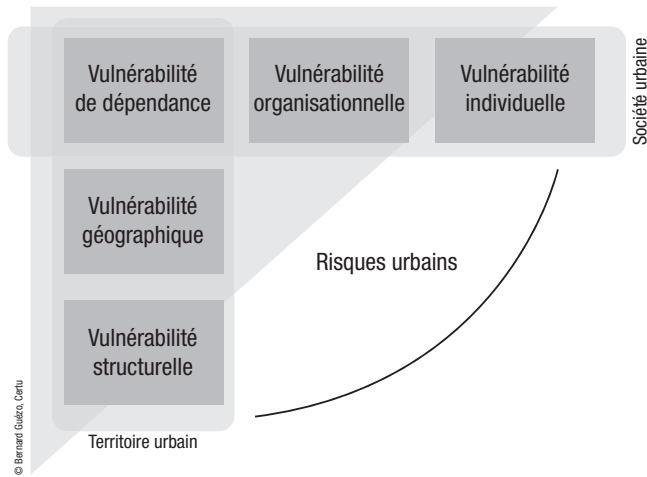 Vulnérabilité
de dépendance
Vulnérabilité
organisationnelle
Vulnérabilité
individuelle
Société urbaine
Vulnérabilité
géographique
Risques urbains
Vulnérabilité
structurelle
Territoire urbain
© Bernard Guézo, Certu